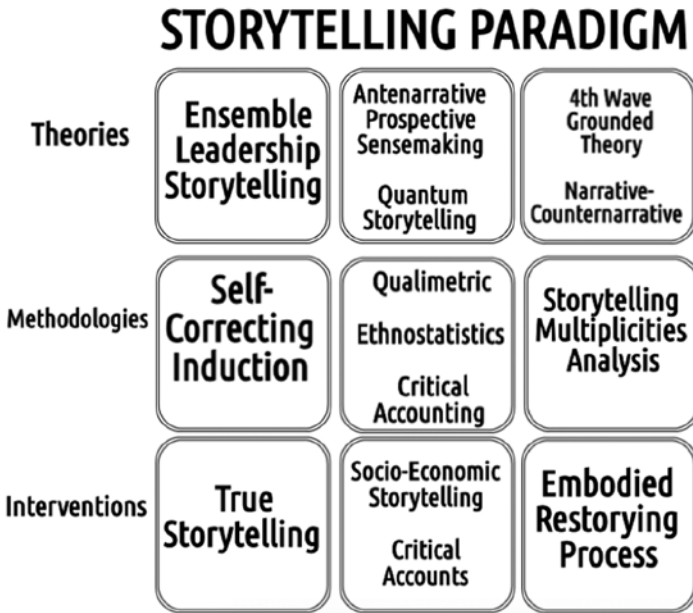 STORYTELLING PARADIGM
Theories
Ensemble
Leadership
Storytelling
Antenarrative
Prospective
Sensemaking
Quantum
Storytelling
4th Wave
Grounded
Theory
Narrative-
Counternarrative
Methodologies
Self-
Correcting
Induction
Qualimetric
Ethnostatistics
Critical
Accounting
Storytelling
Multiplicities
Analysis
Interventions
True
Storytelling
Socio-Economic
Storytelling
Critical
Accounts
Embodied
Restorying
Process